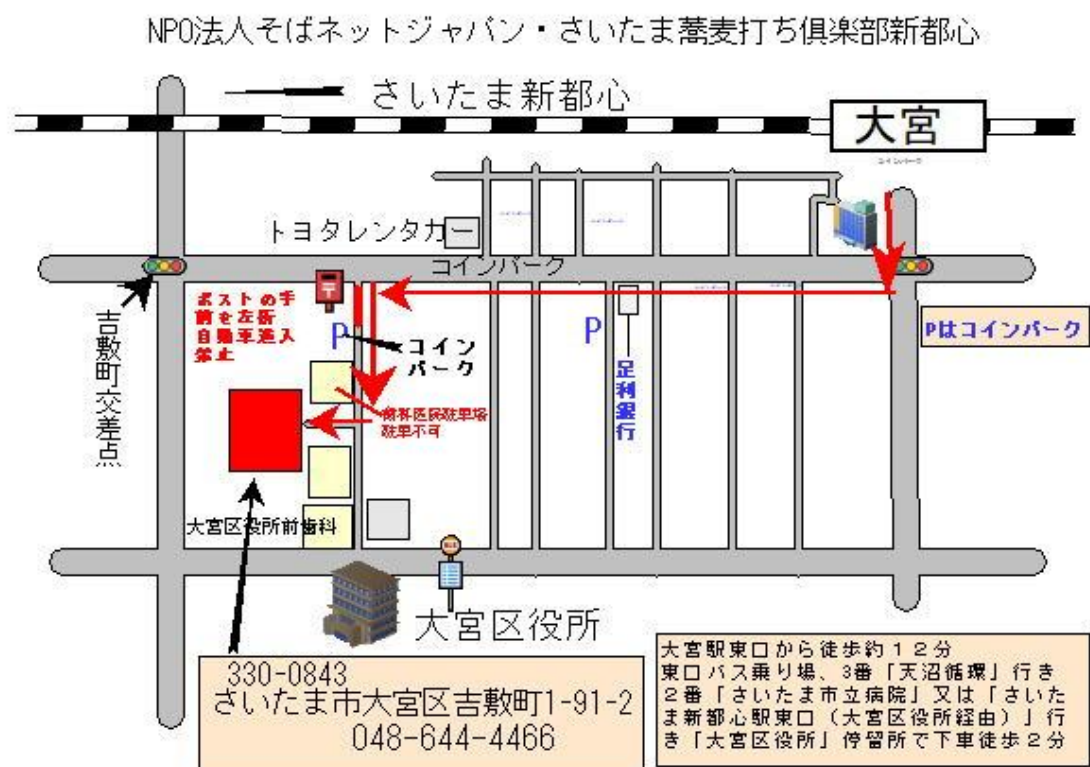 NPO法人そばネットジャパン・さいたま蕎麦打ち倶楽部新都心
さいたま新都心
大宮
コインパーク
トヨタレンタカー
コインパーク
ポストの手
前を左折
自動車進入
禁止
P
コイン
パーク
P
足利銀行
Pはコインパーク
吉敷町交差点
歯科医院駐車場
駐車不可
大宮区役所前歯科
大宮区役所
330-0843
さいたま市大宮区吉敷町1-91-2
048-644-4466
大宮駅東口から徒歩約12分
東口バス乗り場、3番「天沼循環」行き
2番「さいたま市立病院」又は「さいた
ま新都心駅東口(大宮区役所経由)」行
き「大宮区役所」停留所で下車徒歩2分